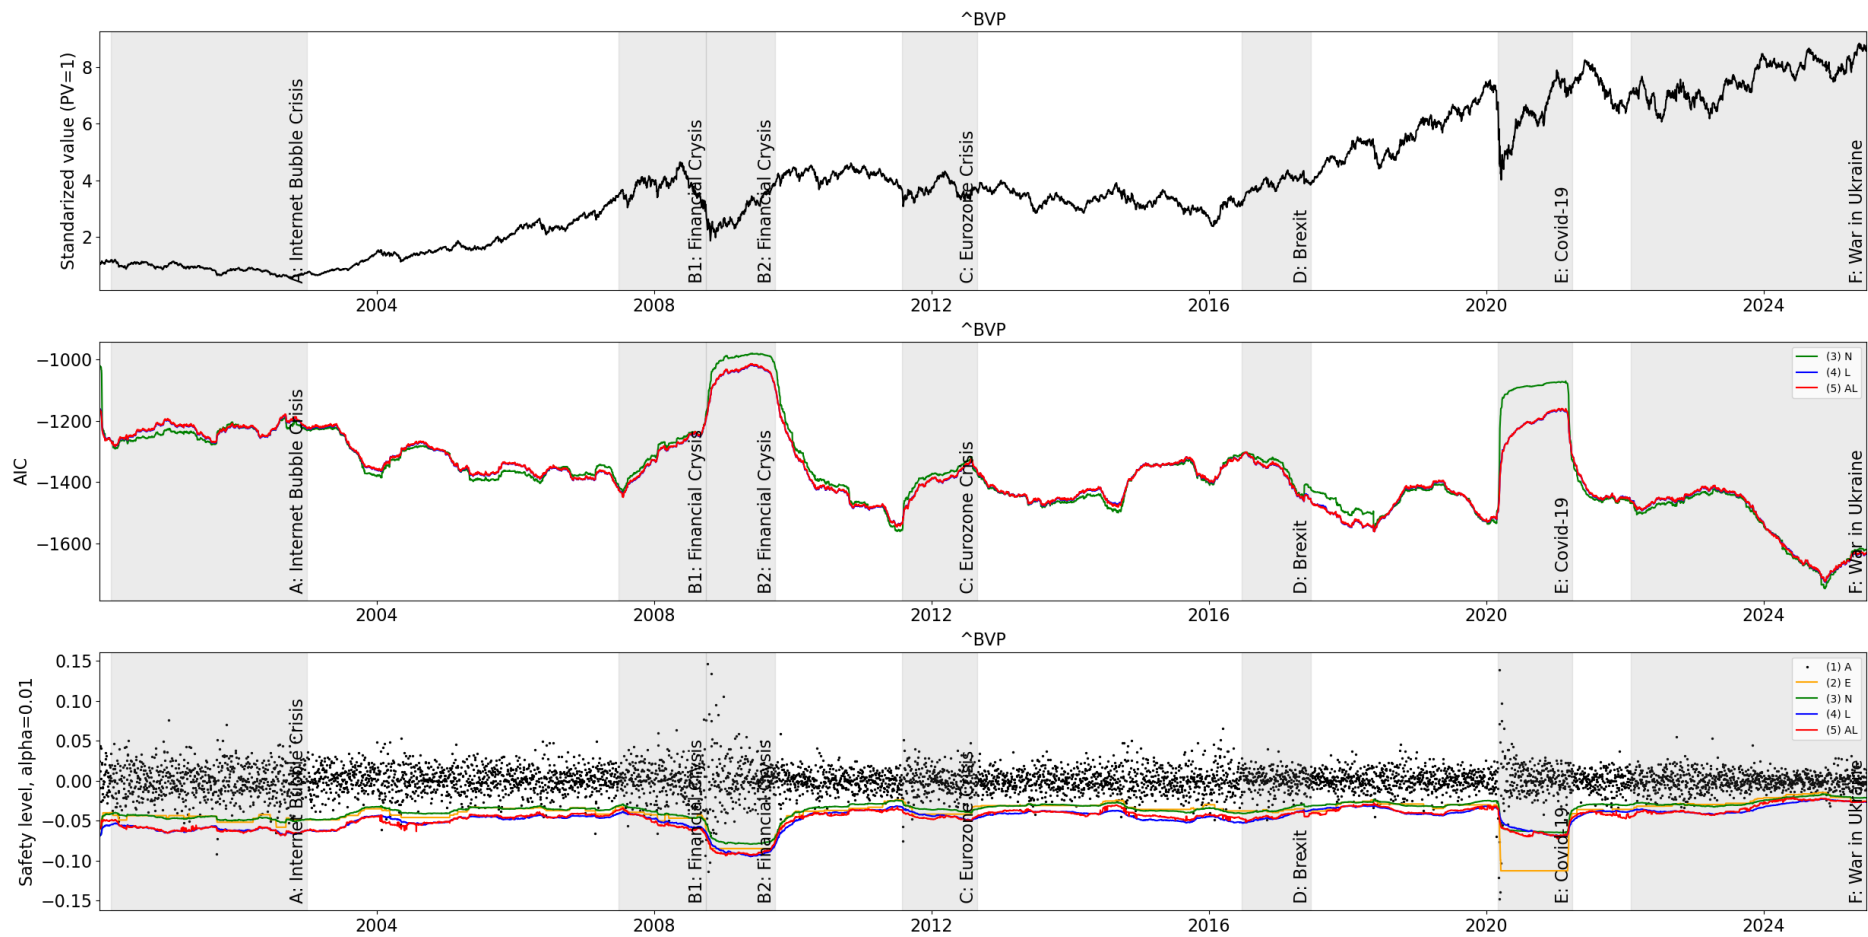 ^BVP
Standarized value (PV=1)
8
6
4
2
A: Internet Bubble Crisis
B1: Financial Crysis
B2: Financial Crysis
C: Eurozone Crisis
D: Brexit
E: Covid-19
F: War in Ukraine
2004 2008 2012 2016 2020 2024
^BVP
AIC
−1000
−1200
−1400
−1600
A: Internet Bubble Crisis
B1: Financial Crysis
B2: Financial Crysis
C: Eurozone Crisis
D: Brexit
E: Covid-19
F: War in Ukraine
(3) N
(4) L
(5) AL
2004 2008 2012 2016 2020 2024
^BVP
Safety level, alpha=0.01
0.15
0.10
0.05
0.00
−0.05
−0.10
−0.15
A: Internet Bubble Crisis
B1: Financial Crysis
B2: Financial Crysis
C: Eurozone Crisis
D: Brexit
E: Covid-19
F: War in Ukraine
(1) A
(2) E
(3) N
(4) L
(5) AL
2004 2008 2012 2016 2020 2024